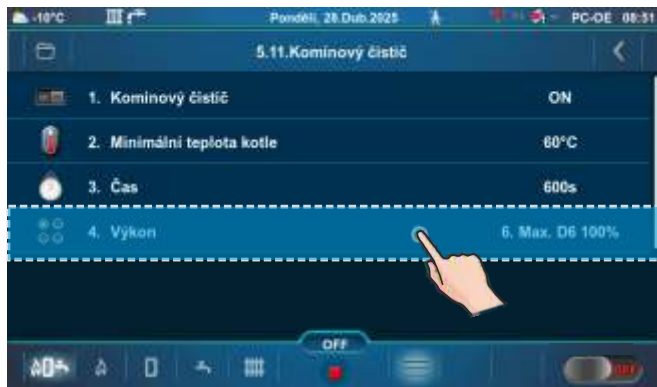 -10°C Pondělí, 28.Dub.2025 PC-OE 08:51
5.11.Kominový čistič
1. Kominový čistič ON
2. Minimální teplota kotle 60°C
3. Čas 600s
4. Výkon 6. Max. D6 100%
OFF
OFF